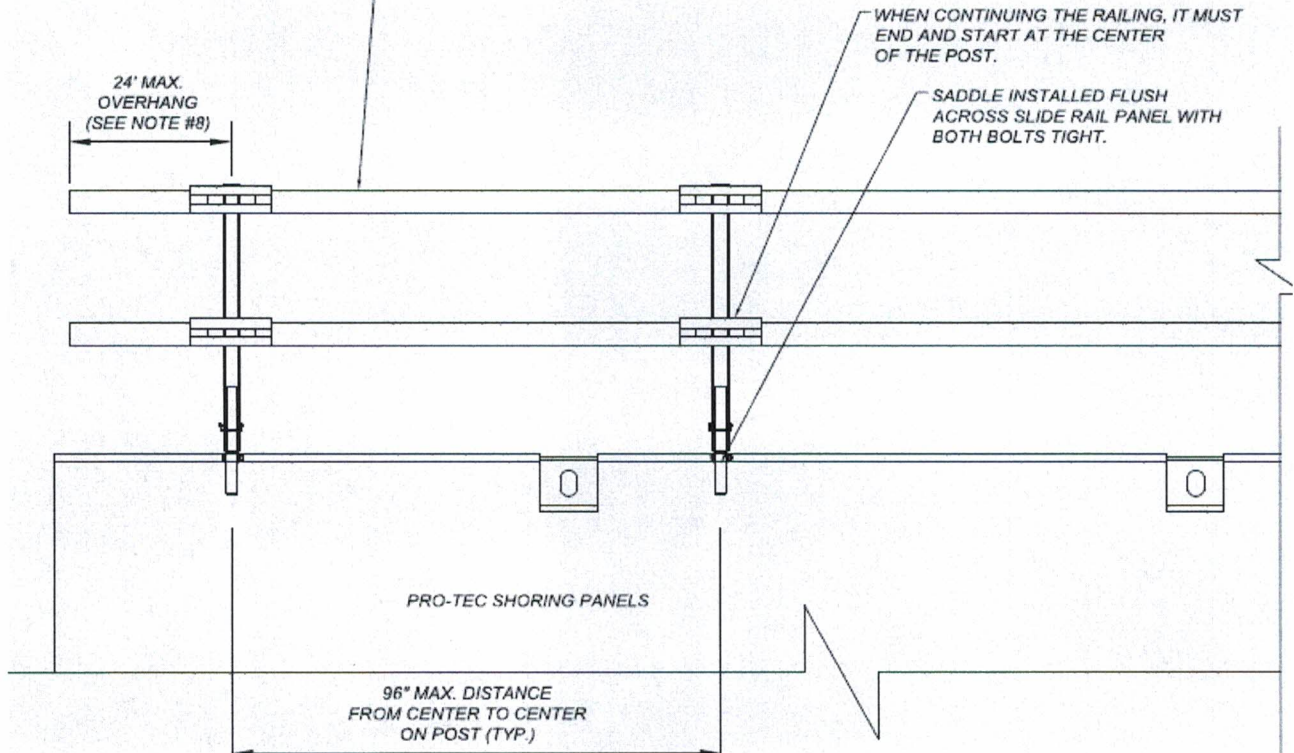 WHEN CONTINUING THE RAILING, IT MUST
END AND START AT THE CENTER
OF THE POST.
24' MAX.
OVERHANG
(SEE NOTE #8)
SADDLE INSTALLED FLUSH
ACROSS SLIDE RAIL PANEL WITH
BOTH BOLTS TIGHT.
PRO-TEC SHORING PANELS
96" MAX. DISTANCE
FROM CENTER TO CENTER
ON POST (TYP.)